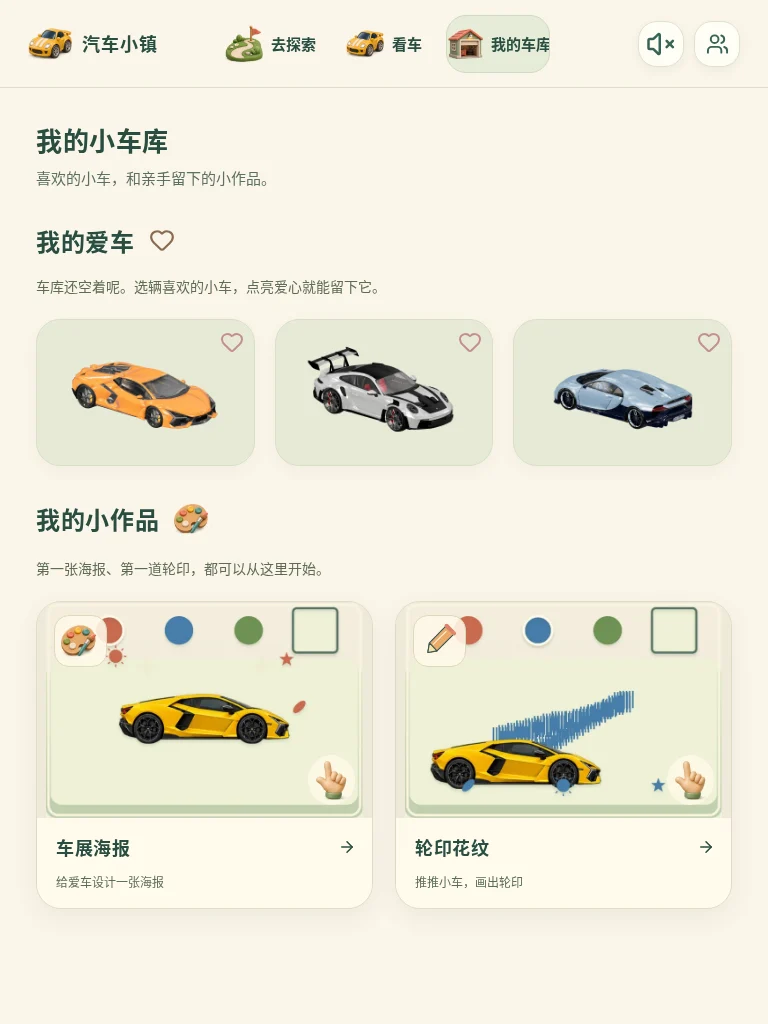 汽车小镇
去探索
看车
我的车库
我的小车库
喜欢的小车，和亲手留下的小作品。
我的爱车
车库还空着呢。选辆喜欢的小车，点亮爱心就能留下它。
我的小作品
第一张海报、第一道轮印，都可以从这里开始。
车展海报
给爱车设计一张海报
轮印花纹
推推小车，画出轮印